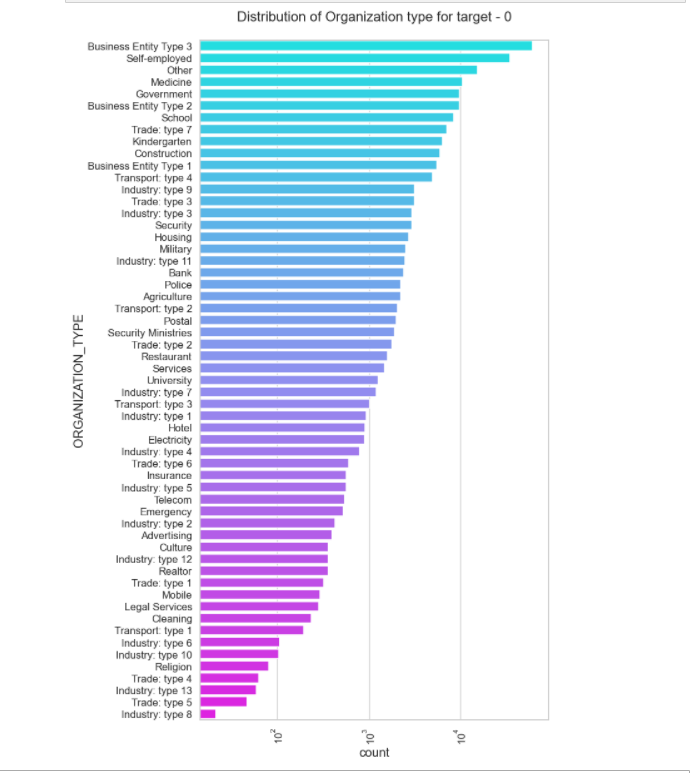 Distribution of Organization type for target - 0
Business Entity Type 3
Self-employed
Other
Medicine
Government
Business Entity Type 2
School
Trade: type 7
Kindergarten
Construction
Business Entity Type 1
Transport: type 4
Industry: type 9
Trade: type 3
Industry: type 3
Security
Housing
Military
Industry: type 11
Bank
Police
Agriculture
Transport: type 2
Postal
Security Ministries
Trade: type 2
Restaurant
Services
University
Industry: type 7
Transport: type 3
Industry: type 1
Hotel
Electricity
Industry: type 4
Trade: type 6
Insurance
Industry: type 5
Telecom
Emergency
Industry: type 2
Advertising
Culture
Industry: type 12
Realtor
Trade: type 1
Mobile
Legal Services
Cleaning
Transport: type 1
Industry: type 6
Industry: type 10
Religion
Trade: type 4
Industry: type 13
Trade: type 5
Industry: type 8
ORGANIZATION_TYPE
10²
10³
10⁴
count